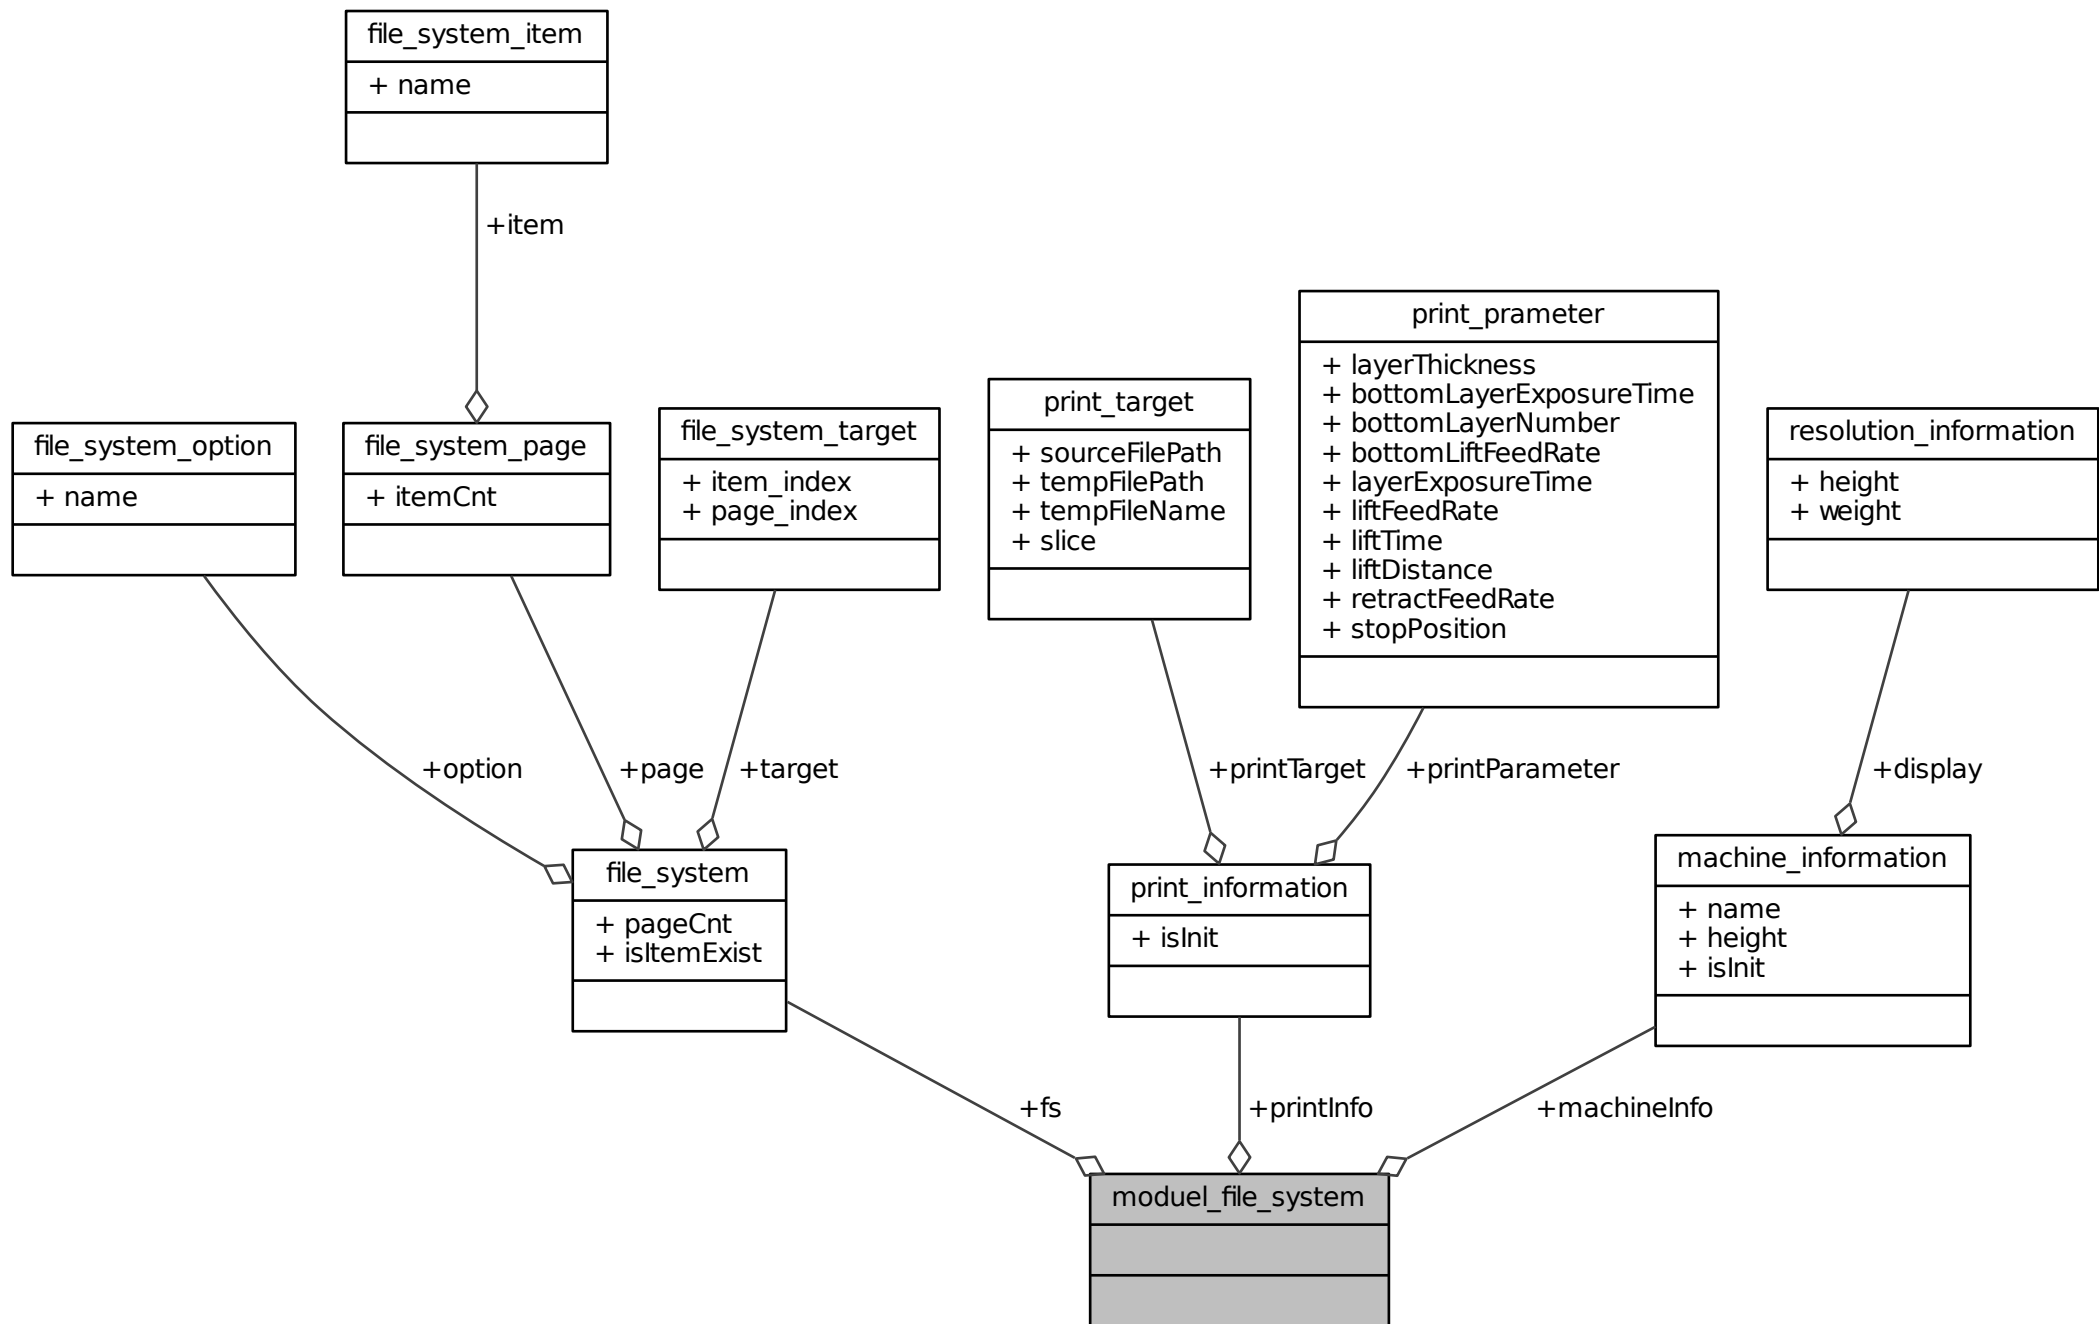 file_system_item
+ name
+item
file_system_option
+ name
file_system_page
+ itemCnt
file_system_target
+ item_index
+ page_index
print_target
+ sourceFilePath
+ tempFilePath
+ tempFileName
+ slice
print_prameter
+ layerThickness
+ bottomLayerExposureTime
+ bottomLayerNumber
+ bottomLiftFeedRate
+ layerExposureTime
+ liftFeedRate
+ liftTime
+ liftDistance
+ retractFeedRate
+ stopPosition
resolution_information
+ height
+ weight
+option
+page
+target
+printTarget
+printParameter
+display
file_system
+ pageCnt
+ isItemExist
print_information
+ isInit
machine_information
+ name
+ height
+ isInit
+fs
+printInfo
+machineInfo
moduel_file_system